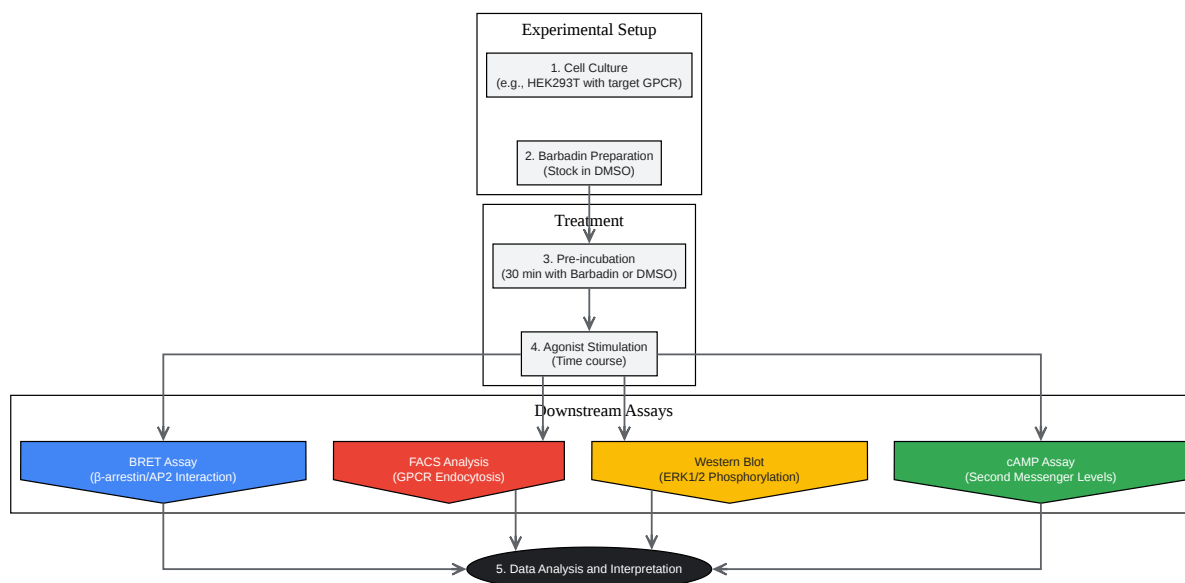 Experimental Setup
1. Cell Culture
(e.g., HEK293T with target GPCR)
2. Barbadin Preparation
(Stock in DMSO)
Treatment
3. Pre-incubation
(30 min with Barbadin or DMSO)
4. Agonist Stimulation
(Time course)
Downstream Assays
BRET Assay
(β-arrestin/AP2 Interaction)
FACS Analysis
(GPCR Endocytosis)
Western Blot
(ERK1/2 Phosphorylation)
cAMP Assay
(Second Messenger Levels)
5. Data Analysis and Interpretation